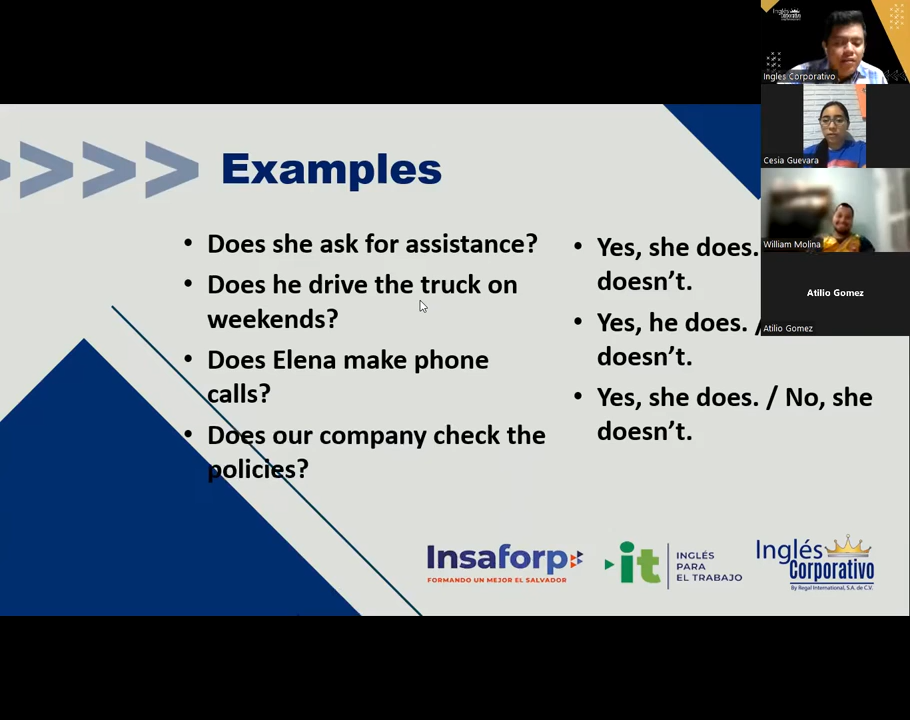 Examples
• Does she ask for assistance?
• Does he drive the truck on
weekends?
• Does Elena make phone
calls?
• Does our company check the
policies?
• Yes, she does.
doesn’t.
• Yes, he does. /
doesn’t.
• Yes, she does. / No, she
doesn’t.
Insaforp
FORMANDO UN MEJOR EL SALVADOR
it
INGLÉS
PARA
EL TRABAJO
Inglés
Corporativo
By Regal International, S.A. de C.V.
Inglés
Corporativo
Ingles Corporativo
Cesia Guevara
William Molina
Atilio Gomez
Atilio Gomez